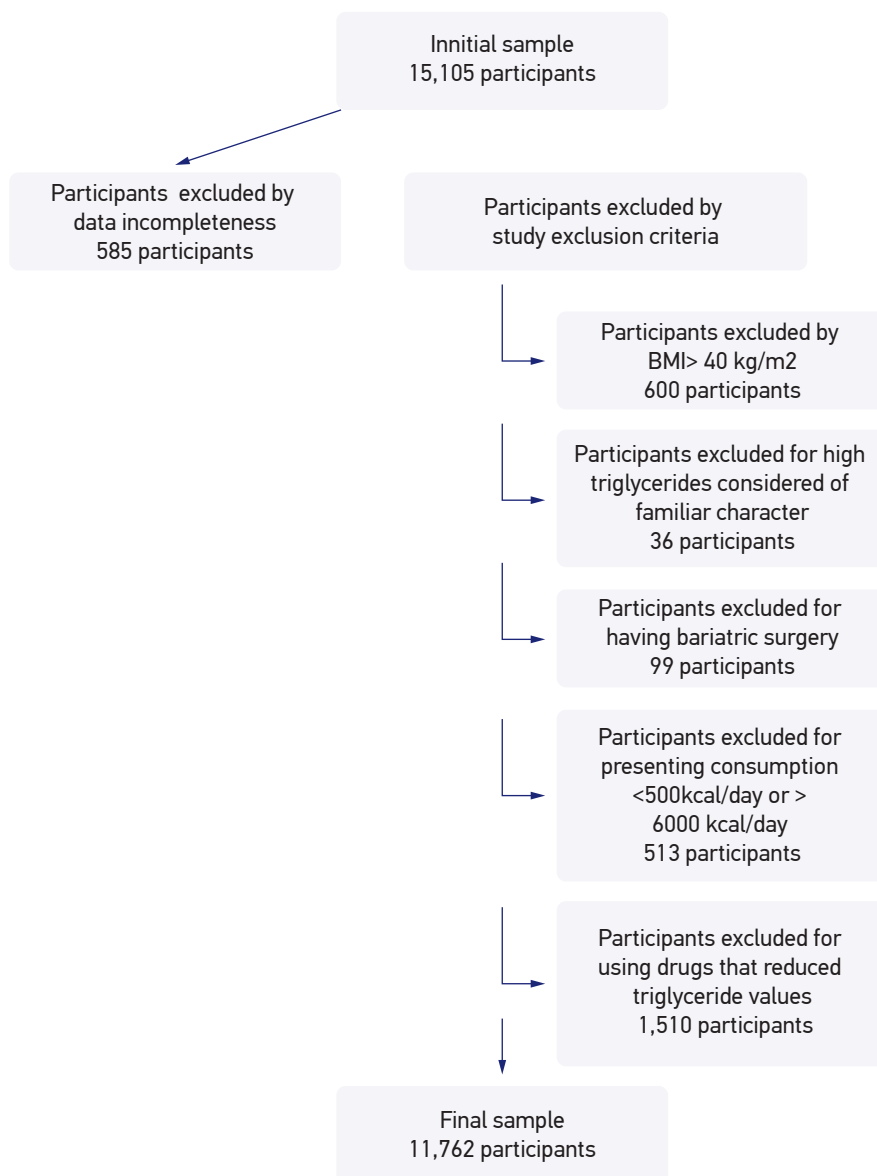 Innitial sample
15,105 participants
Participants excluded by
data incompleteness
585 participants
Participants excluded by
study exclusion criteria
Participants excluded by
BMI> 40 kg/m2
600 participants
Participants excluded for high
triglycerides considered of
familiar character
36 participants
Participants excluded for
having bariatric surgery
99 participants
Participants excluded for
presenting consumption
<500kcal/day or >
6000 kcal/day
513 participants
Participants excluded for
using drugs that reduced
triglyceride values
1,510 participants
Final sample
11,762 participants